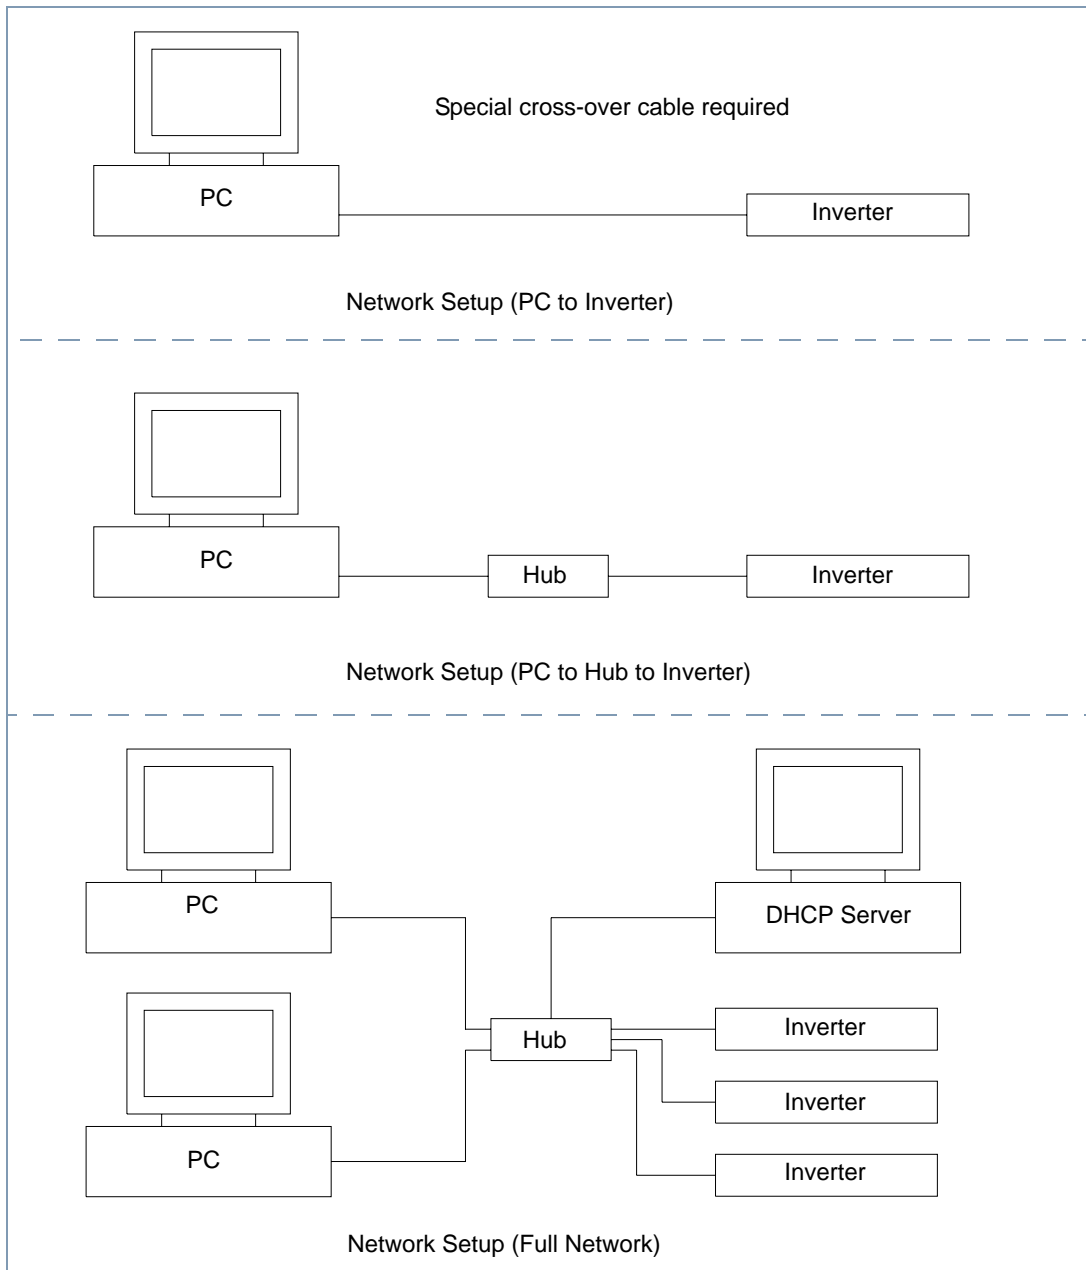 Special cross-over cable required
PC
Inverter
Network Setup (PC to Inverter)
PC
Hub
Inverter
Network Setup (PC to Hub to Inverter)
PC
DHCP Server
Inverter
Hub
Inverter
PC
Inverter
Network Setup (Full Network)